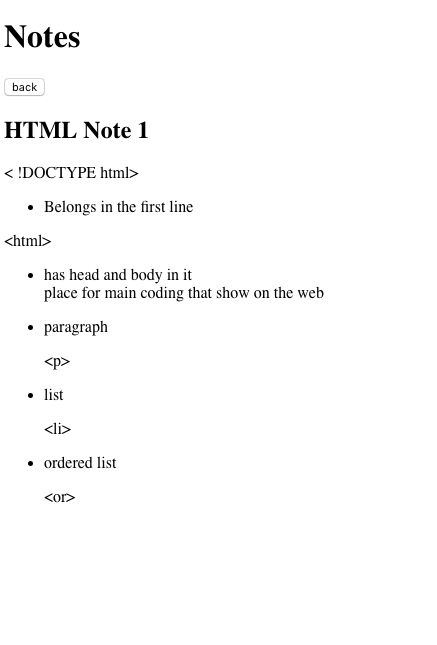 Notes
back
HTML Note 1
< !DOCTYPE html>
Belongs in the first line
<html>
has head and body in it
place for main coding that show on the web
paragraph
<p>
list
<li>
ordered list
<or>